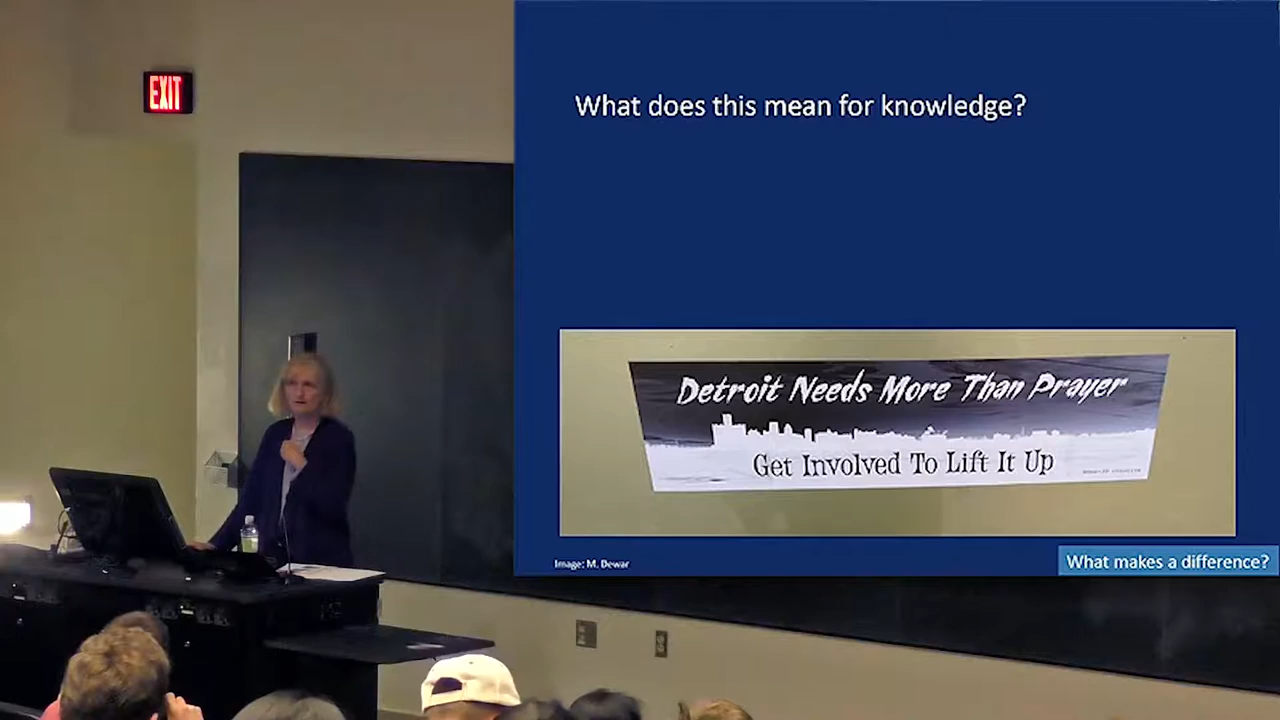 EXIT
What does this mean for knowledge?
Detroit Needs More Than Prayer
Get Involved To Lift It Up
Image: M. Dewar
What makes a difference?